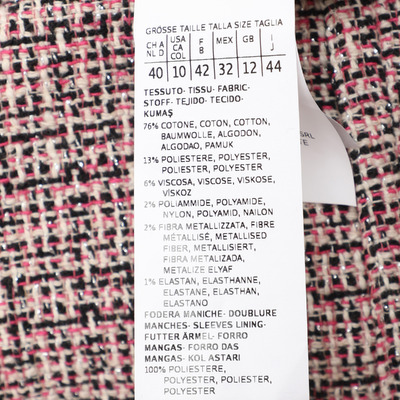 GRÖSSE TAILLE TALLA SIZE TAGLIA
CH A NL D
USA CA COL
F B
MEX
GB
I J
40 10 42 32 12 44
TESSUTO· TISSU· FABRIC·
STOFF· TEJIDO· TECIDO·
KUMAŞ
76% COTONE, COTON, COTTON,
BAUMWOLLE, ALGODON,
ALGODAO, PAMUK
13% POLIESTERE, POLYESTER,
POLIESTER, POLYESTER
6% VISCOSA, VISCOSE, VISKOSE,
VISKOZ
2% POLIAMMIDE, POLYAMIDE,
NYLON, POLYAMID, NAILON
2% FIBRA METALLIZZATA, FIBRE
MÉTALLISÉ, METALLISED
FIBER, METALLISIERT,
FIBRA METALIZADA,
METALIZE ELYAF
1% ELASTAN, ELASTHANNE,
ELASTANE, ELASTHAN,
ELASTANO
FODERA MANICHE· DOUBLURE
MANCHES· SLEEVES LINING·
FUTTER ÄRMEL· FORRO
MANGAS· FORRO DAS
MANGAS· KOL ASTARI
100% POLIESTERE,
POLYESTER, POLIESTER,
POLYESTER